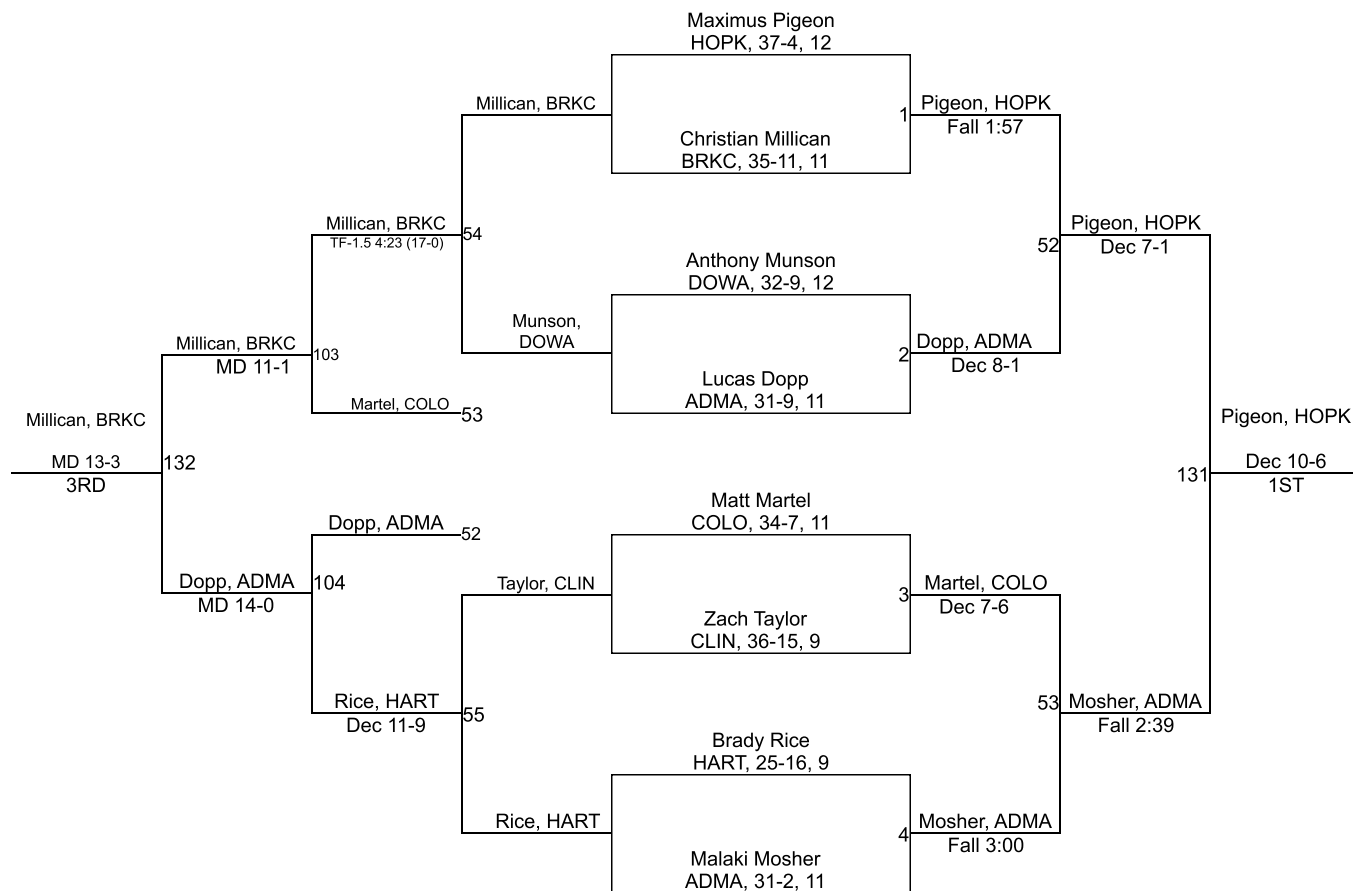 Maximus Pigeon
HOPK, 37-4, 12
Millican, BRKC
1
Pigeon, HOPK
Fall 1:57
Christian Millican
BRKC, 35-11, 11
Millican, BRKC
TF-1.5 4:23 (17-0)
54
Pigeon, HOPK
Dec 7-1
52
Anthony Munson
DOWA, 32-9, 12
Munson,
DOWA
Millican, BRKC
MD 11-1
103
2
Dopp, ADMA
Dec 8-1
Lucas Dopp
ADMA, 31-9, 11
Martel, COLO
53
Millican, BRKC
MD 13-3
3RD
132
Pigeon, HOPK
Dec 10-6
1ST
131
Matt Martel
COLO, 34-7, 11
Dopp, ADMA
52
Dopp, ADMA
MD 14-0
104
Taylor, CLIN
3
Martel, COLO
Dec 7-6
Zach Taylor
CLIN, 36-15, 9
Rice, HART
Dec 11-9
55
53
Mosher, ADMA
Fall 2:39
Brady Rice
HART, 25-16, 9
Rice, HART
4
Mosher, ADMA
Fall 3:00
Malaki Mosher
ADMA, 31-2, 11